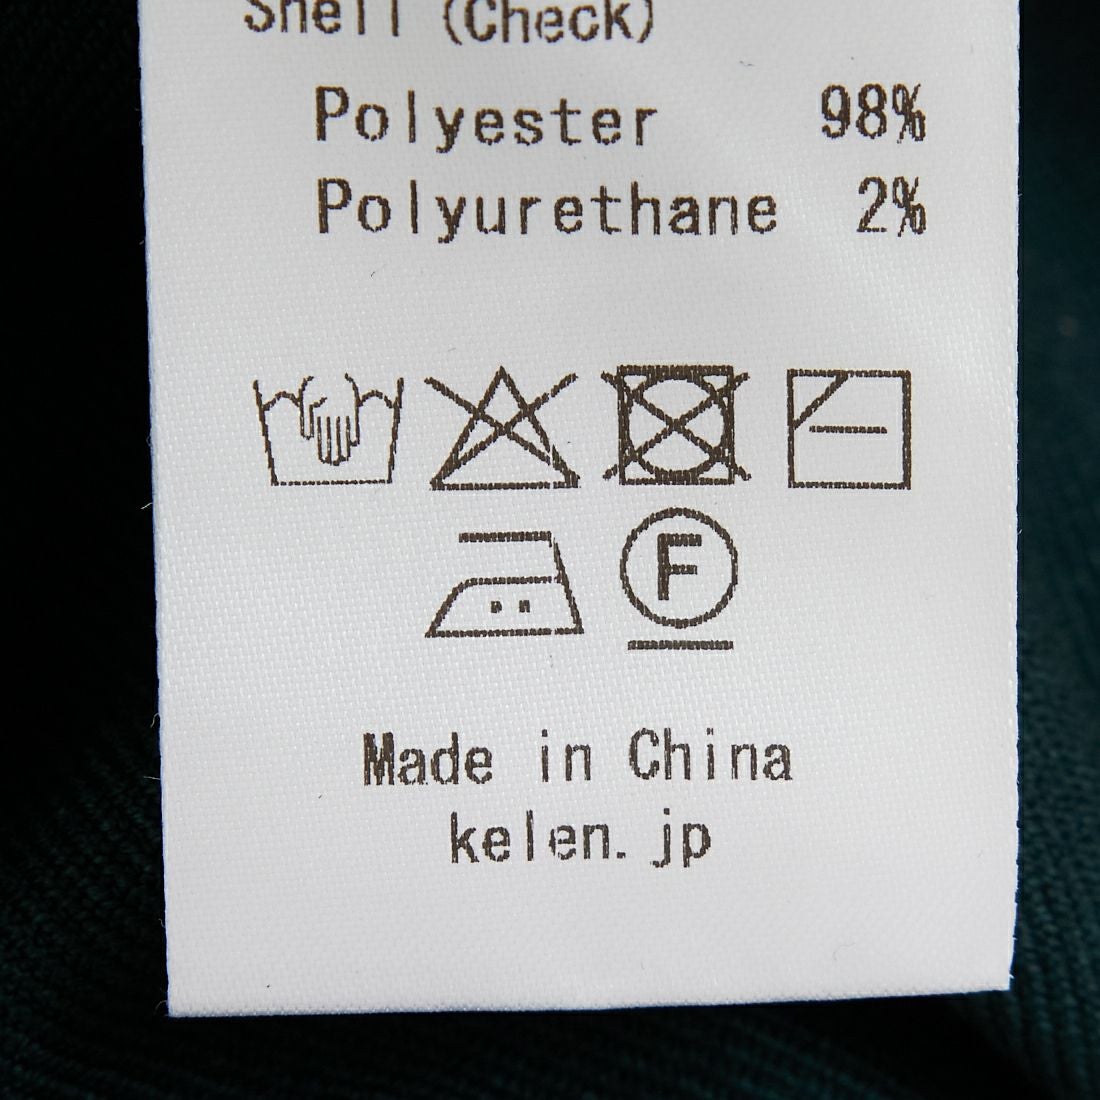 Shell (Check)
Polyester 98%
Polyurethane 2%
F
Made in China
kelen.jp